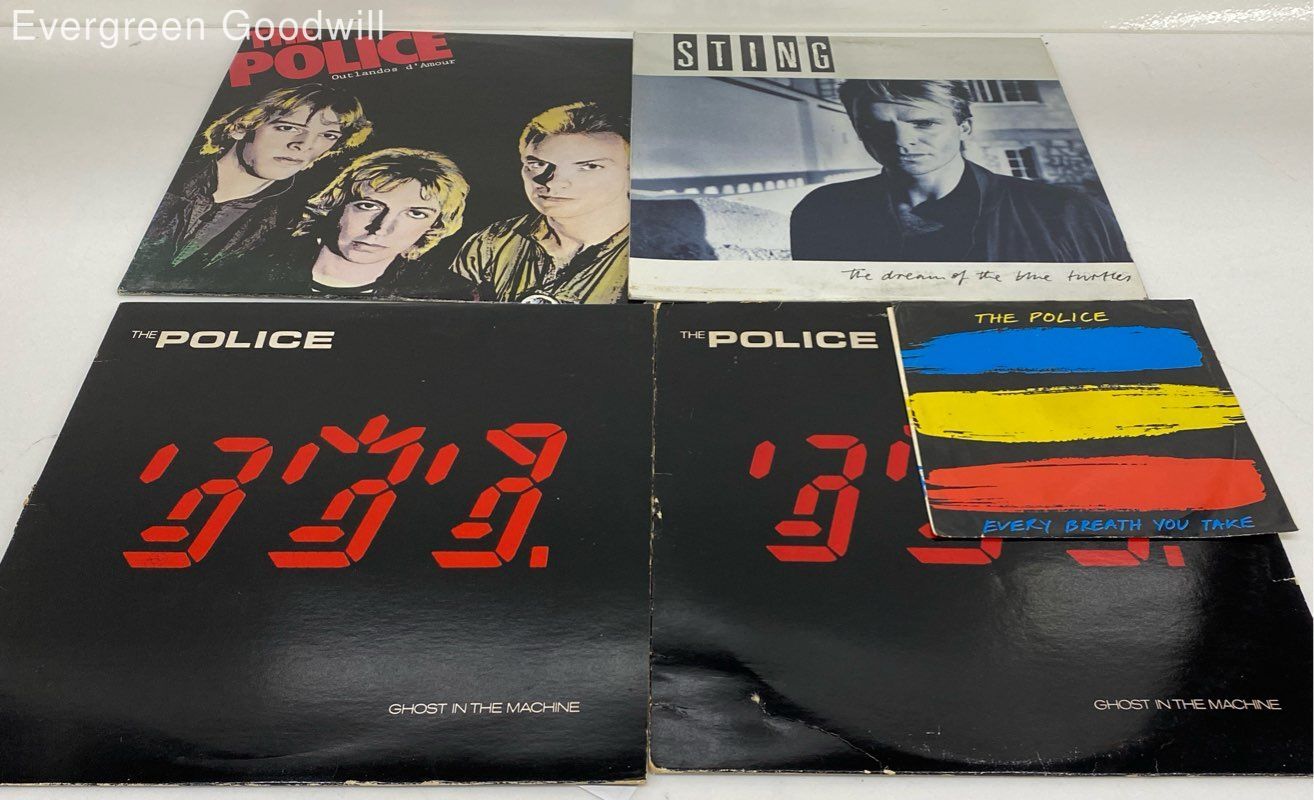 Evergreen Goodwill
THE
POLICE
Outlandos d'Amour
STING
the dream of the blue turtles
THE POLICE
GHOST IN THE MACHINE
THE POLICE
GHOST IN THE MACHINE
THE POLICE
EVERY BREATH YOU TAKE